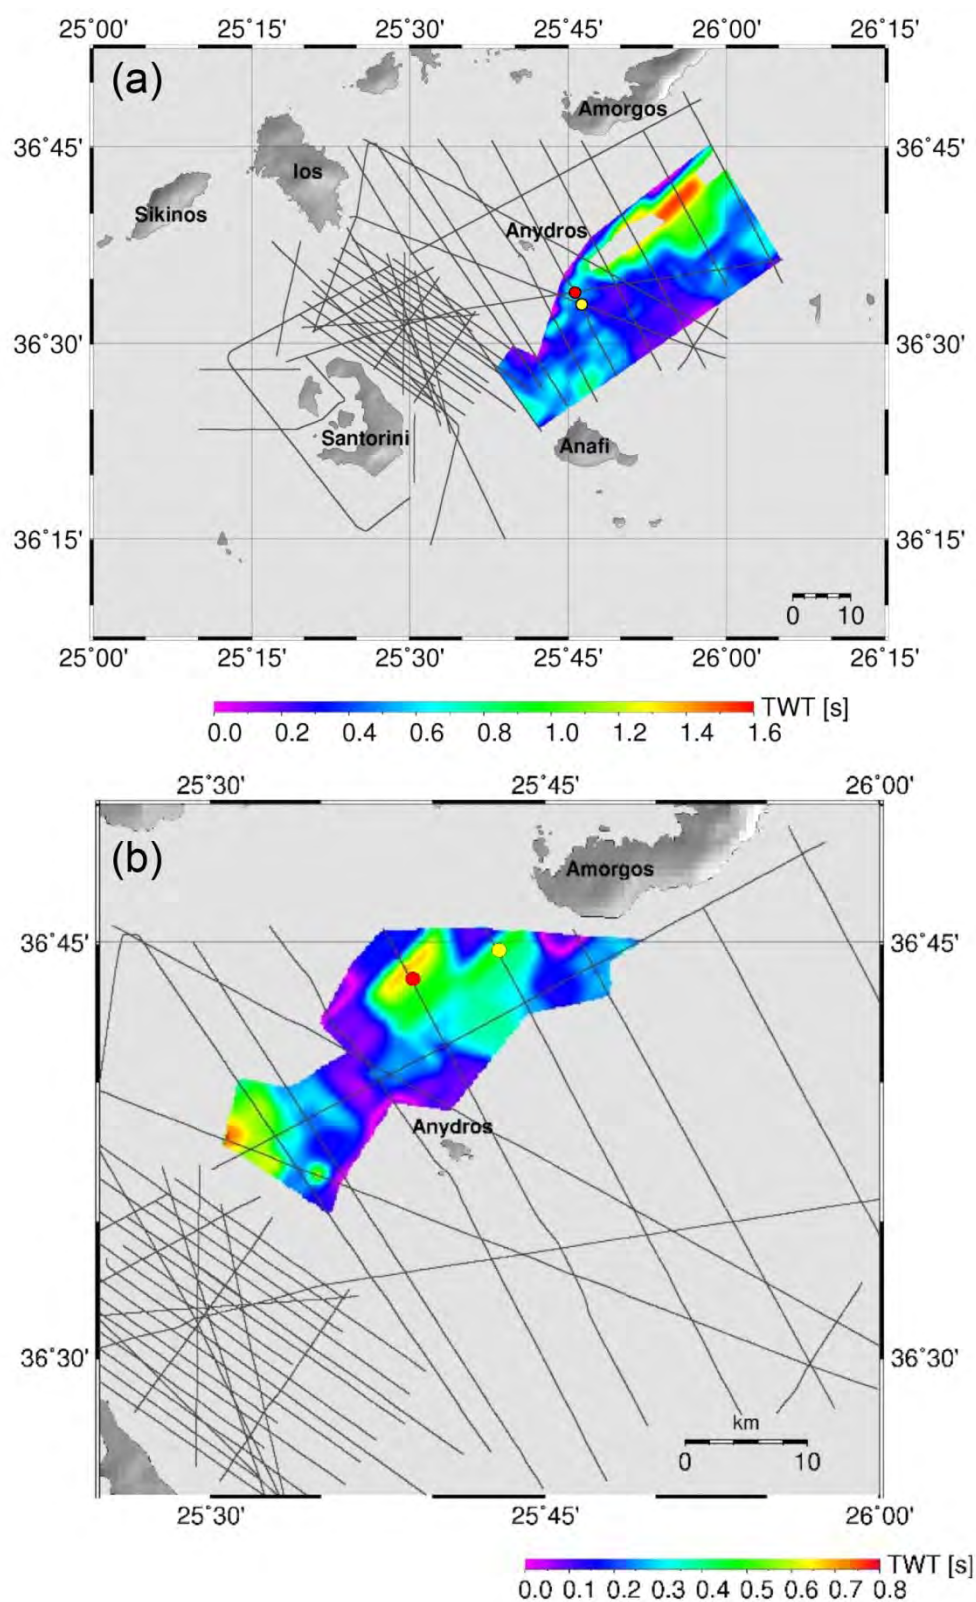 25˚00' 25˚15' 25˚30' 25˚45' 26˚00' 26˚15'
(a)
Amorgos
36˚45' 36˚45'
Ios
Sikinos
Anydros
36˚30' 36˚30'
Santorini
Anafi
36˚15' 36˚15'
0 10
25˚00' 25˚15' 25˚30' 25˚45' 26˚00' 26˚15'
TWT [s]
0.0 0.2 0.4 0.6 0.8 1.0 1.2 1.4 1.6
25˚30' 25˚45' 26˚00'
(b)
Amorgos
36˚45' 36˚45'
Anydros
36˚30' 36˚30'
km
0 10
25˚30' 25˚45' 26˚00'
TWT [s]
0.0 0.1 0.2 0.3 0.4 0.5 0.6 0.7 0.8